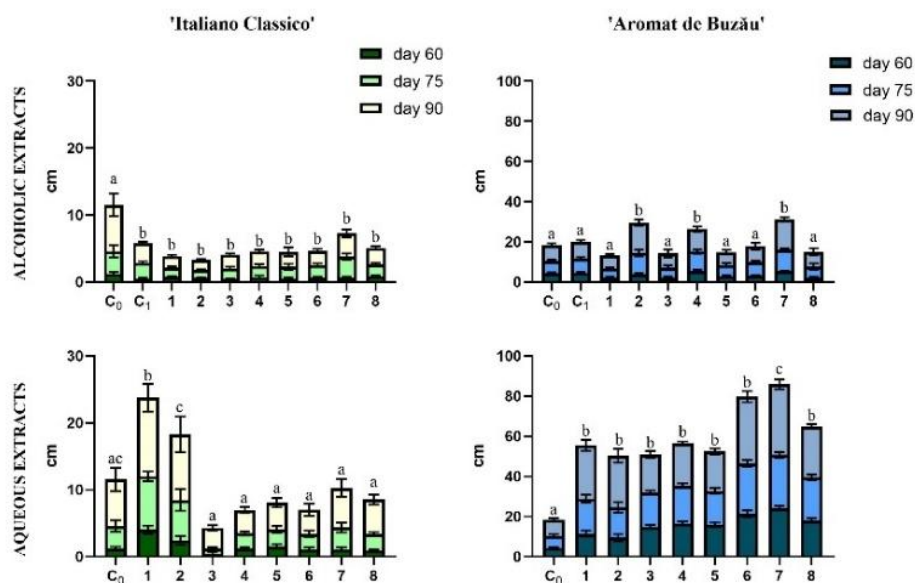 'Italiano Classico'
'Aromat de Buzău'
day 60
day 75
day 90
day 60
day 75
day 90
ALCOHOLIC EXTRACTS
cm
30
20
10
0
a
b
b
b
b
b
b
b
b
b
C₀
C₁
1
2
3
4
5
6
7
8
cm
100
80
60
40
20
0
a
a
a
b
a
b
a
a
b
a
C₀
C₁
1
2
3
4
5
6
7
8
AQUEOUS EXTRACTS
cm
30
20
10
0
ac
b
c
a
a
a
a
a
a
C₀
1
2
3
4
5
6
7
8
cm
100
80
60
40
20
0
a
b
b
b
b
b
b
c
b
C₀
1
2
3
4
5
6
7
8